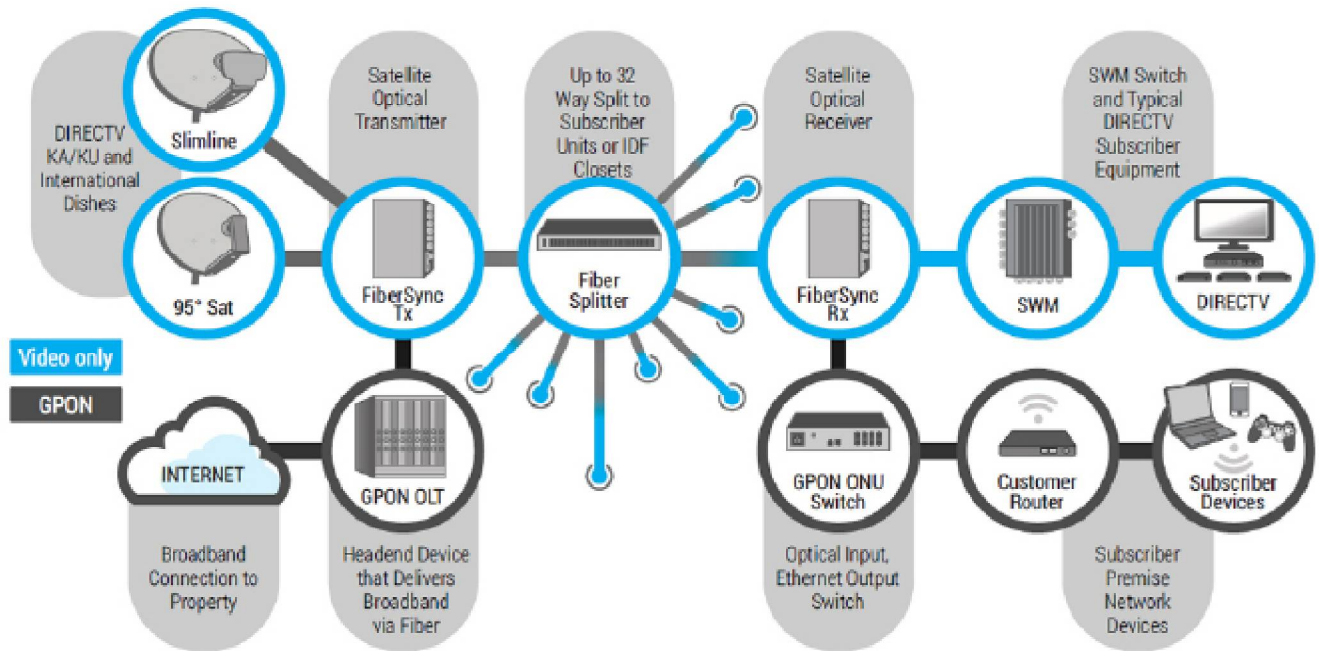 DIRECTV
KA/KU and
International
Dishes
Slimline
95° Sat
Satellite
Optical
Transmitter
FiberSync
Tx
Up to 32
Way Split to
Subscriber
Units or IDF
Closets
Fiber
Splitter
Satellite
Optical
Receiver
FiberSync
Rx
SWM Switch
and Typical
DIRECTV
Subscriber
Equipment
SWM
DIRECTV
Video only
GPON
INTERNET
Broadband
Connection to
Property
GPON OLT
Headend Device
that Delivers
Broadband
via Fiber
GPON ONU
Switch
Optical Input,
Ethernet Output
Switch
Customer
Router
Subscriber
Devices
Subscriber
Premise
Network
Devices